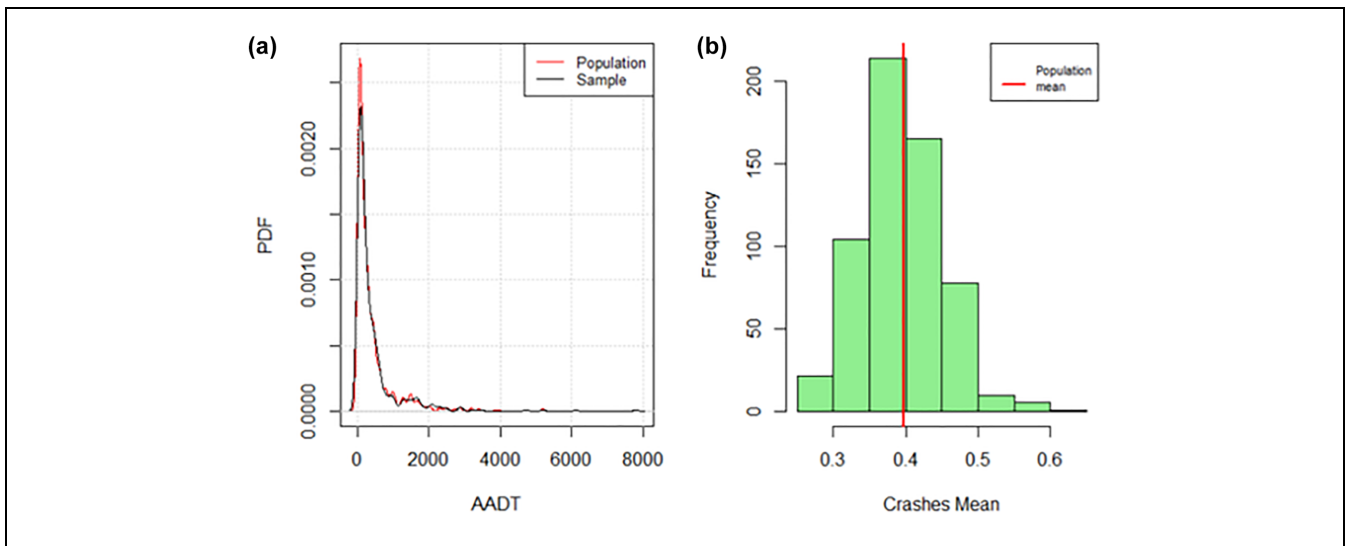 (a)
Population
Sample
0.0020
0.0010
0.0000
PDF
0 2000 4000 6000 8000
AADT
(b)
Population
mean
200
150
100
50
0
Frequency
0.3 0.4 0.5 0.6
Crashes Mean